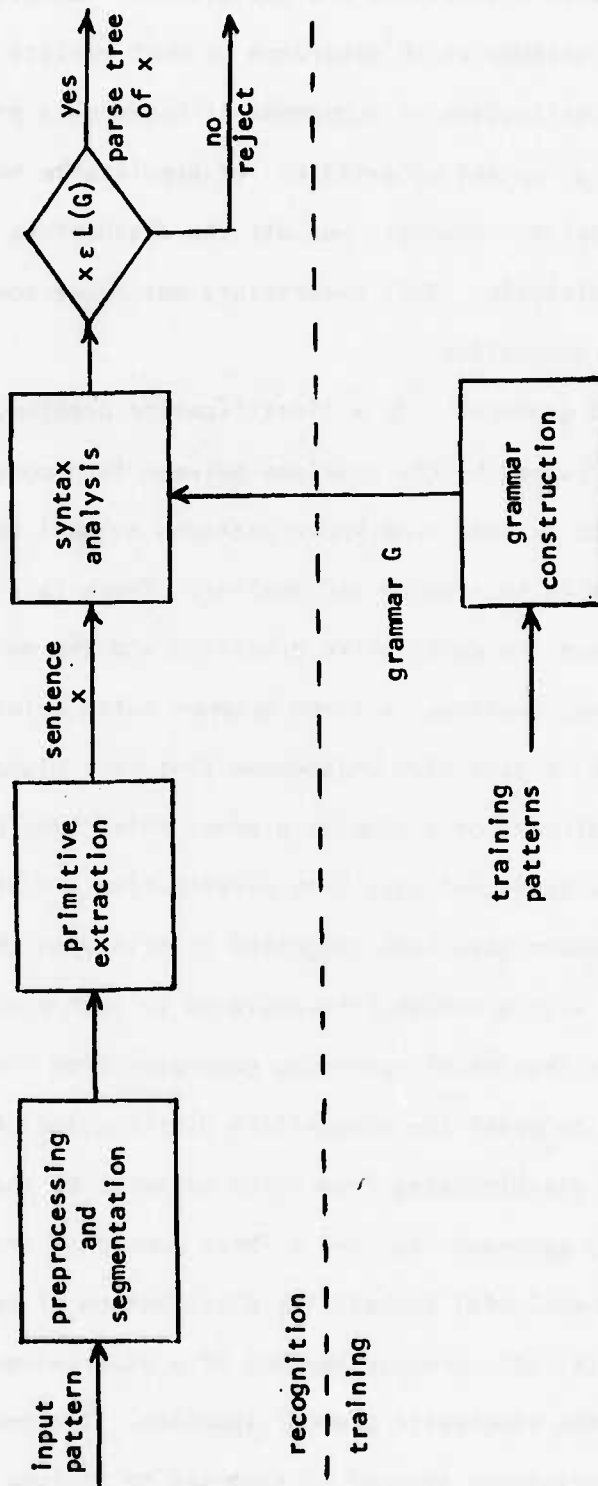 input
pattern
preprocessing
and
segmentation
primitive
extraction
sentence
x
syntax
analysis
x ε L(G)
yes
parse tree
of x
no
reject
recognition
training
grammar G
training
patterns
grammar
construction